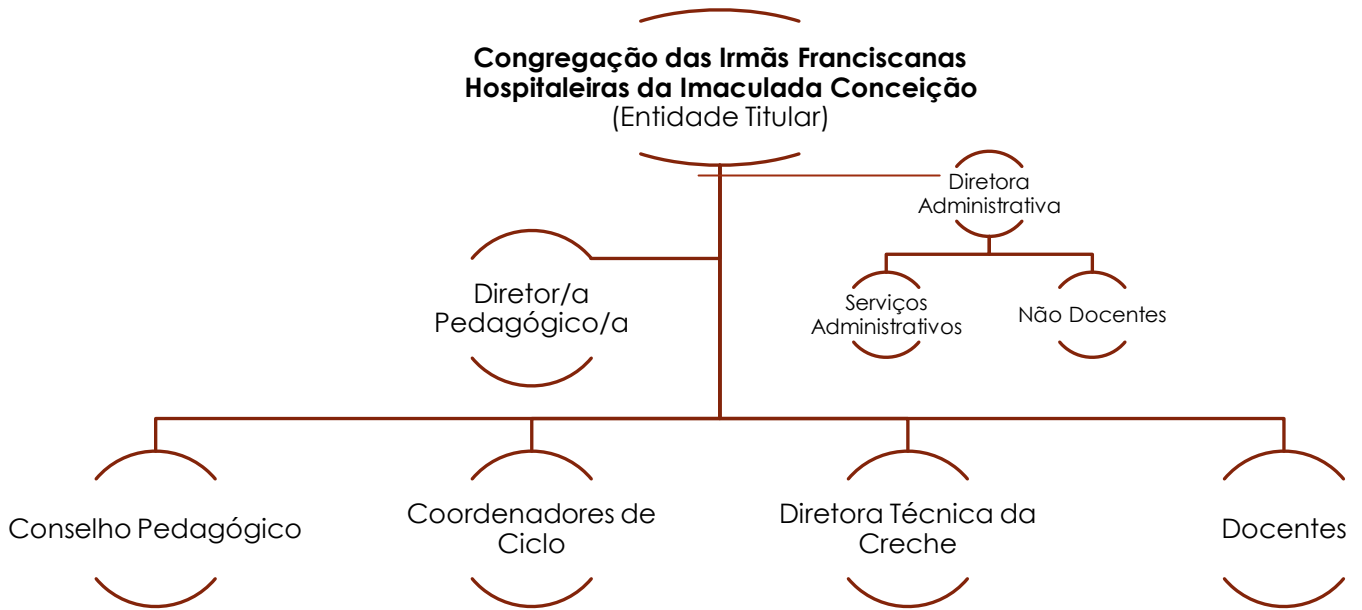 Congregação das Irmãs Franciscanas
Hospitaleiras da Imaculada Conceição
(Entidade Titular)
Diretora
Administrativa
Diretor/a
Pedagógico/a
Serviços
Administrativos
Não Docentes
Conselho Pedagógico
Coordenadores de
Ciclo
Diretora Técnica da
Creche
Docentes